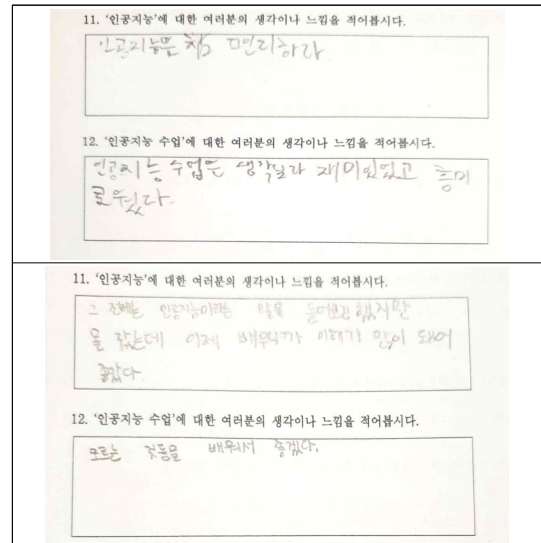 11. '인공지능'에 대한 여러분의 생각이나 느낌을 적어봅시다.
인공지능은 참 편리하다
12. '인공지능 수업'에 대한 여러분의 생각이나 느낌을 적어봅시다.
인공지능 수업은 생각보다 재미있었고 흥미
로웠다.
11. '인공지능'에 대한 여러분의 생각이나 느낌을 적어봅시다.
그 전에는 인공지능이라는 말을 들어보긴 했지만
몰랐는데 이제 배우니까 이해가 많이 돼어
좋았다.
12. '인공지능 수업'에 대한 여러분의 생각이나 느낌을 적어봅시다.
모르는 것들을 배워서 좋겠다.